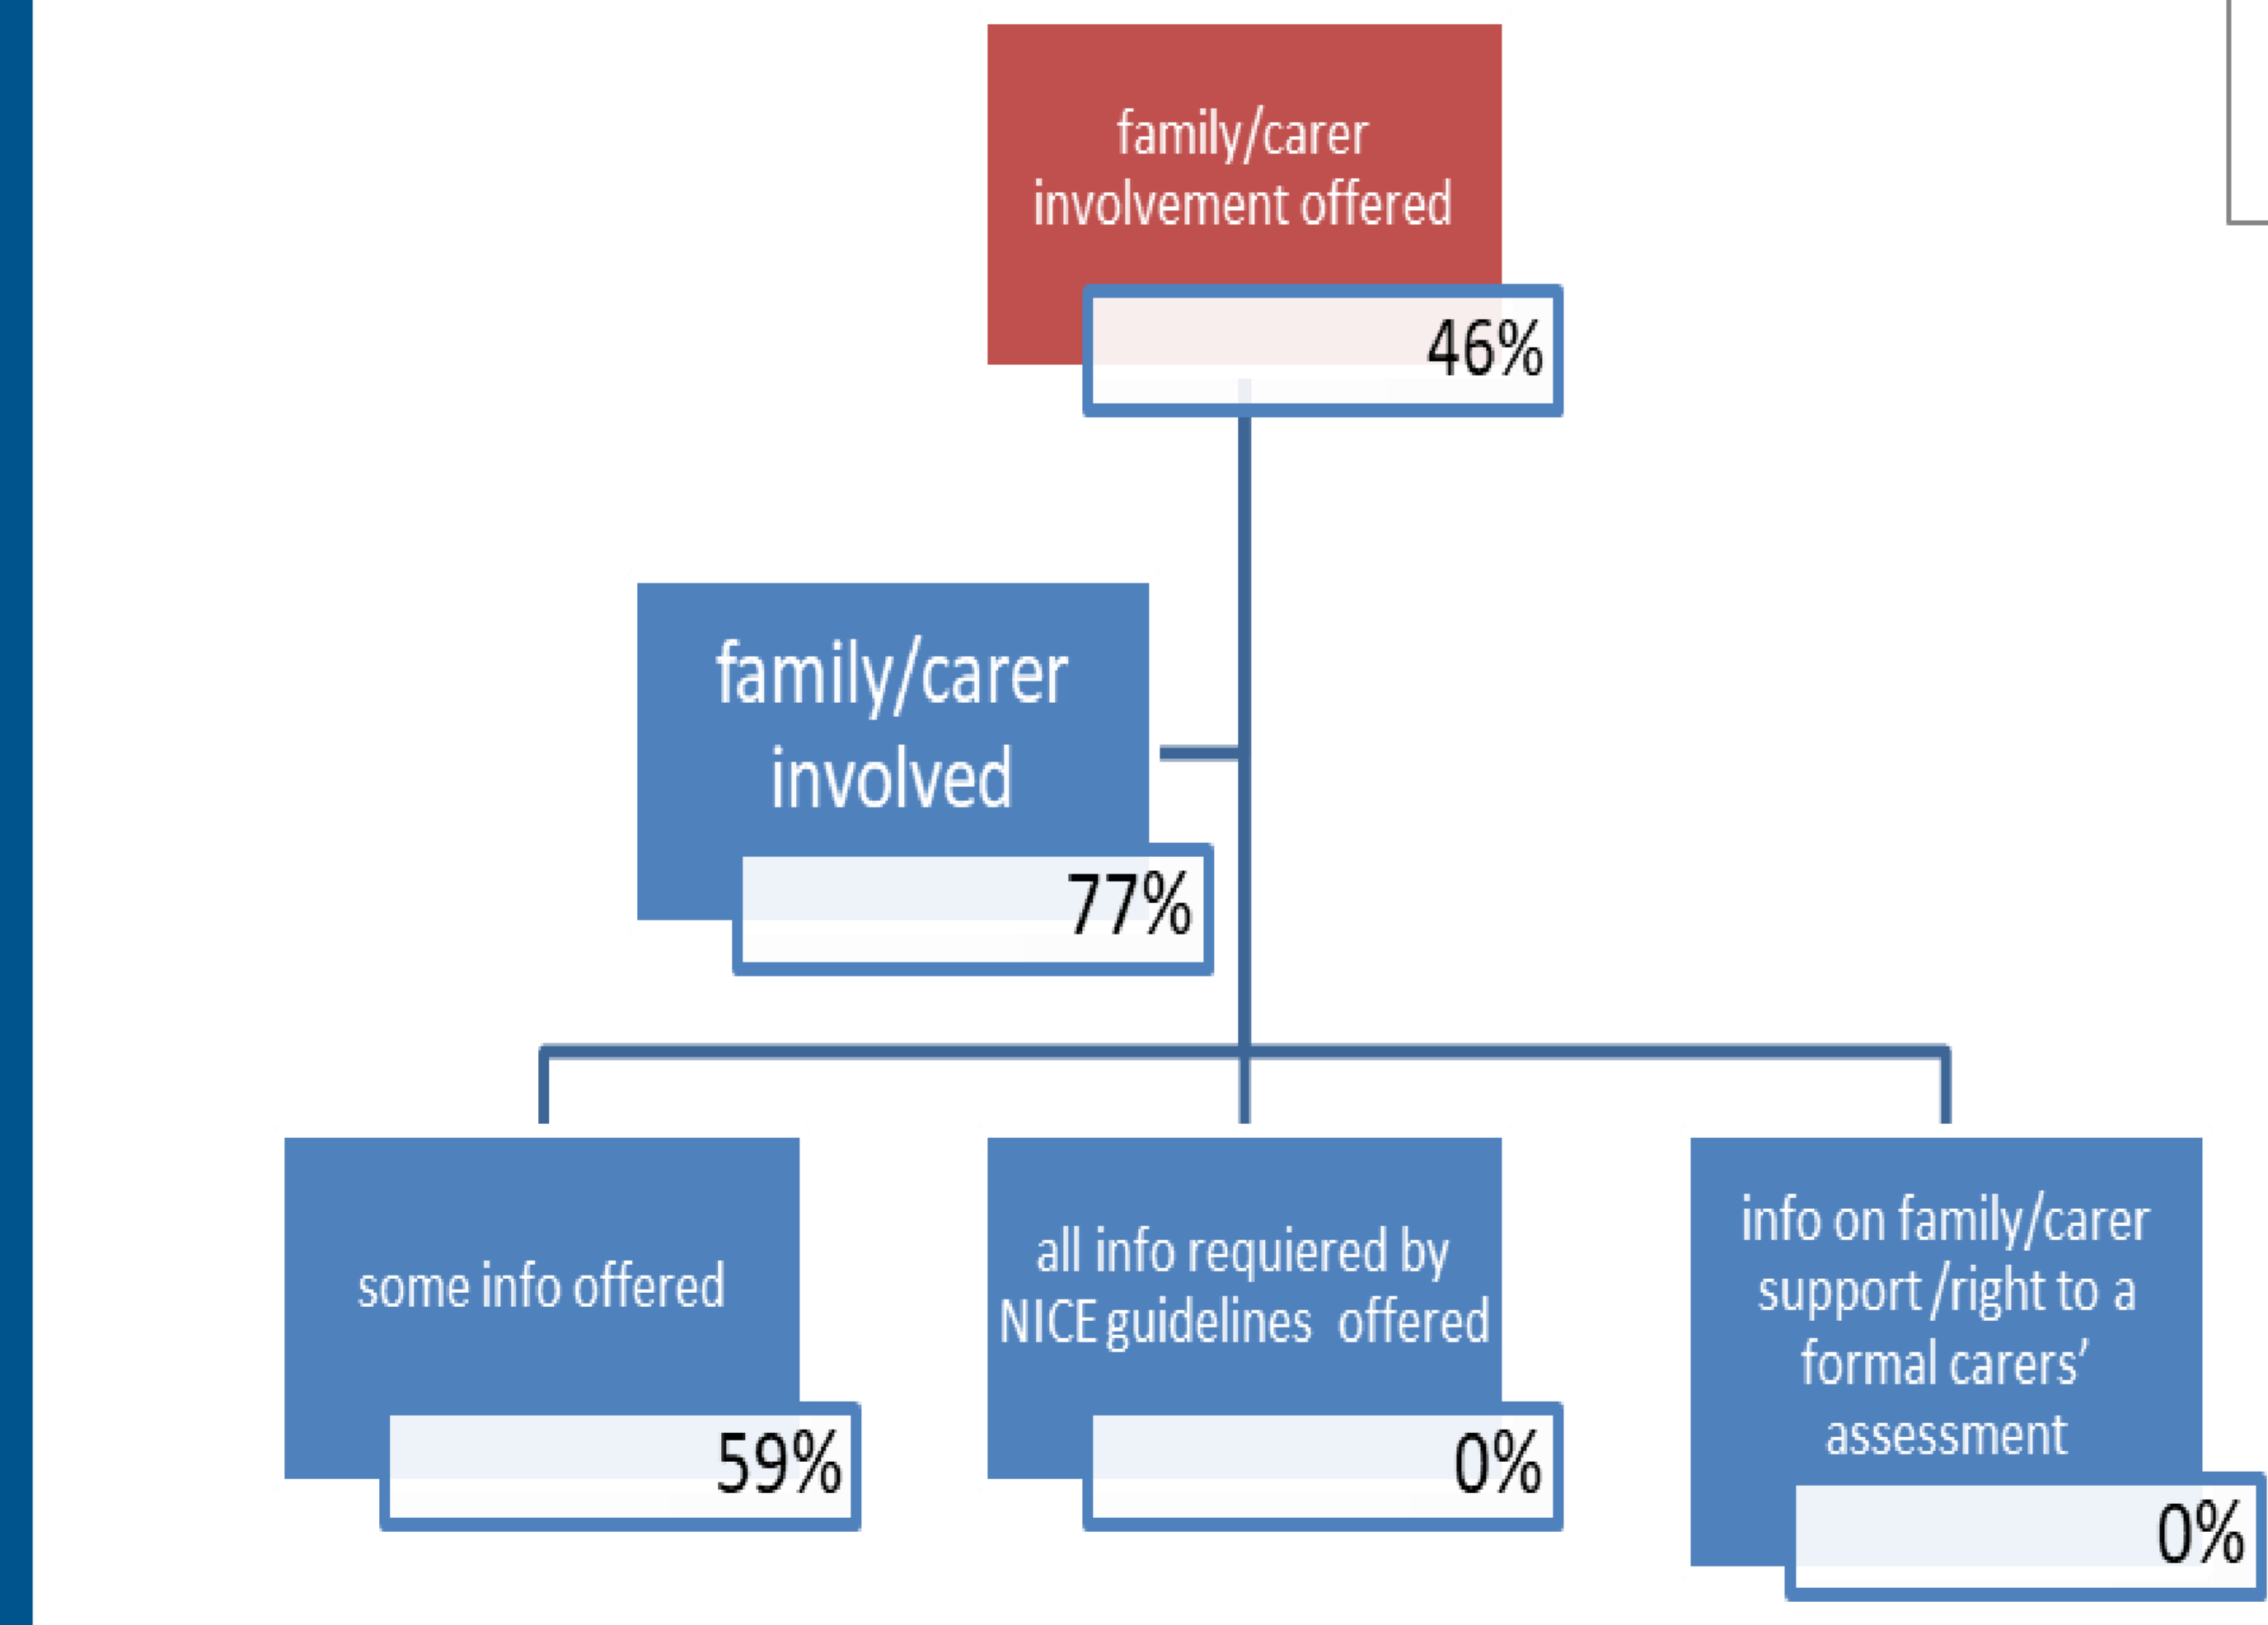 family/carer
involvement offered
46%
family/carer
involved
77%
some info offered
59%
all info requiered by
NICE guidelines offered
0%
info on family/carer
support /right to a
formal carers’
assessment
0%